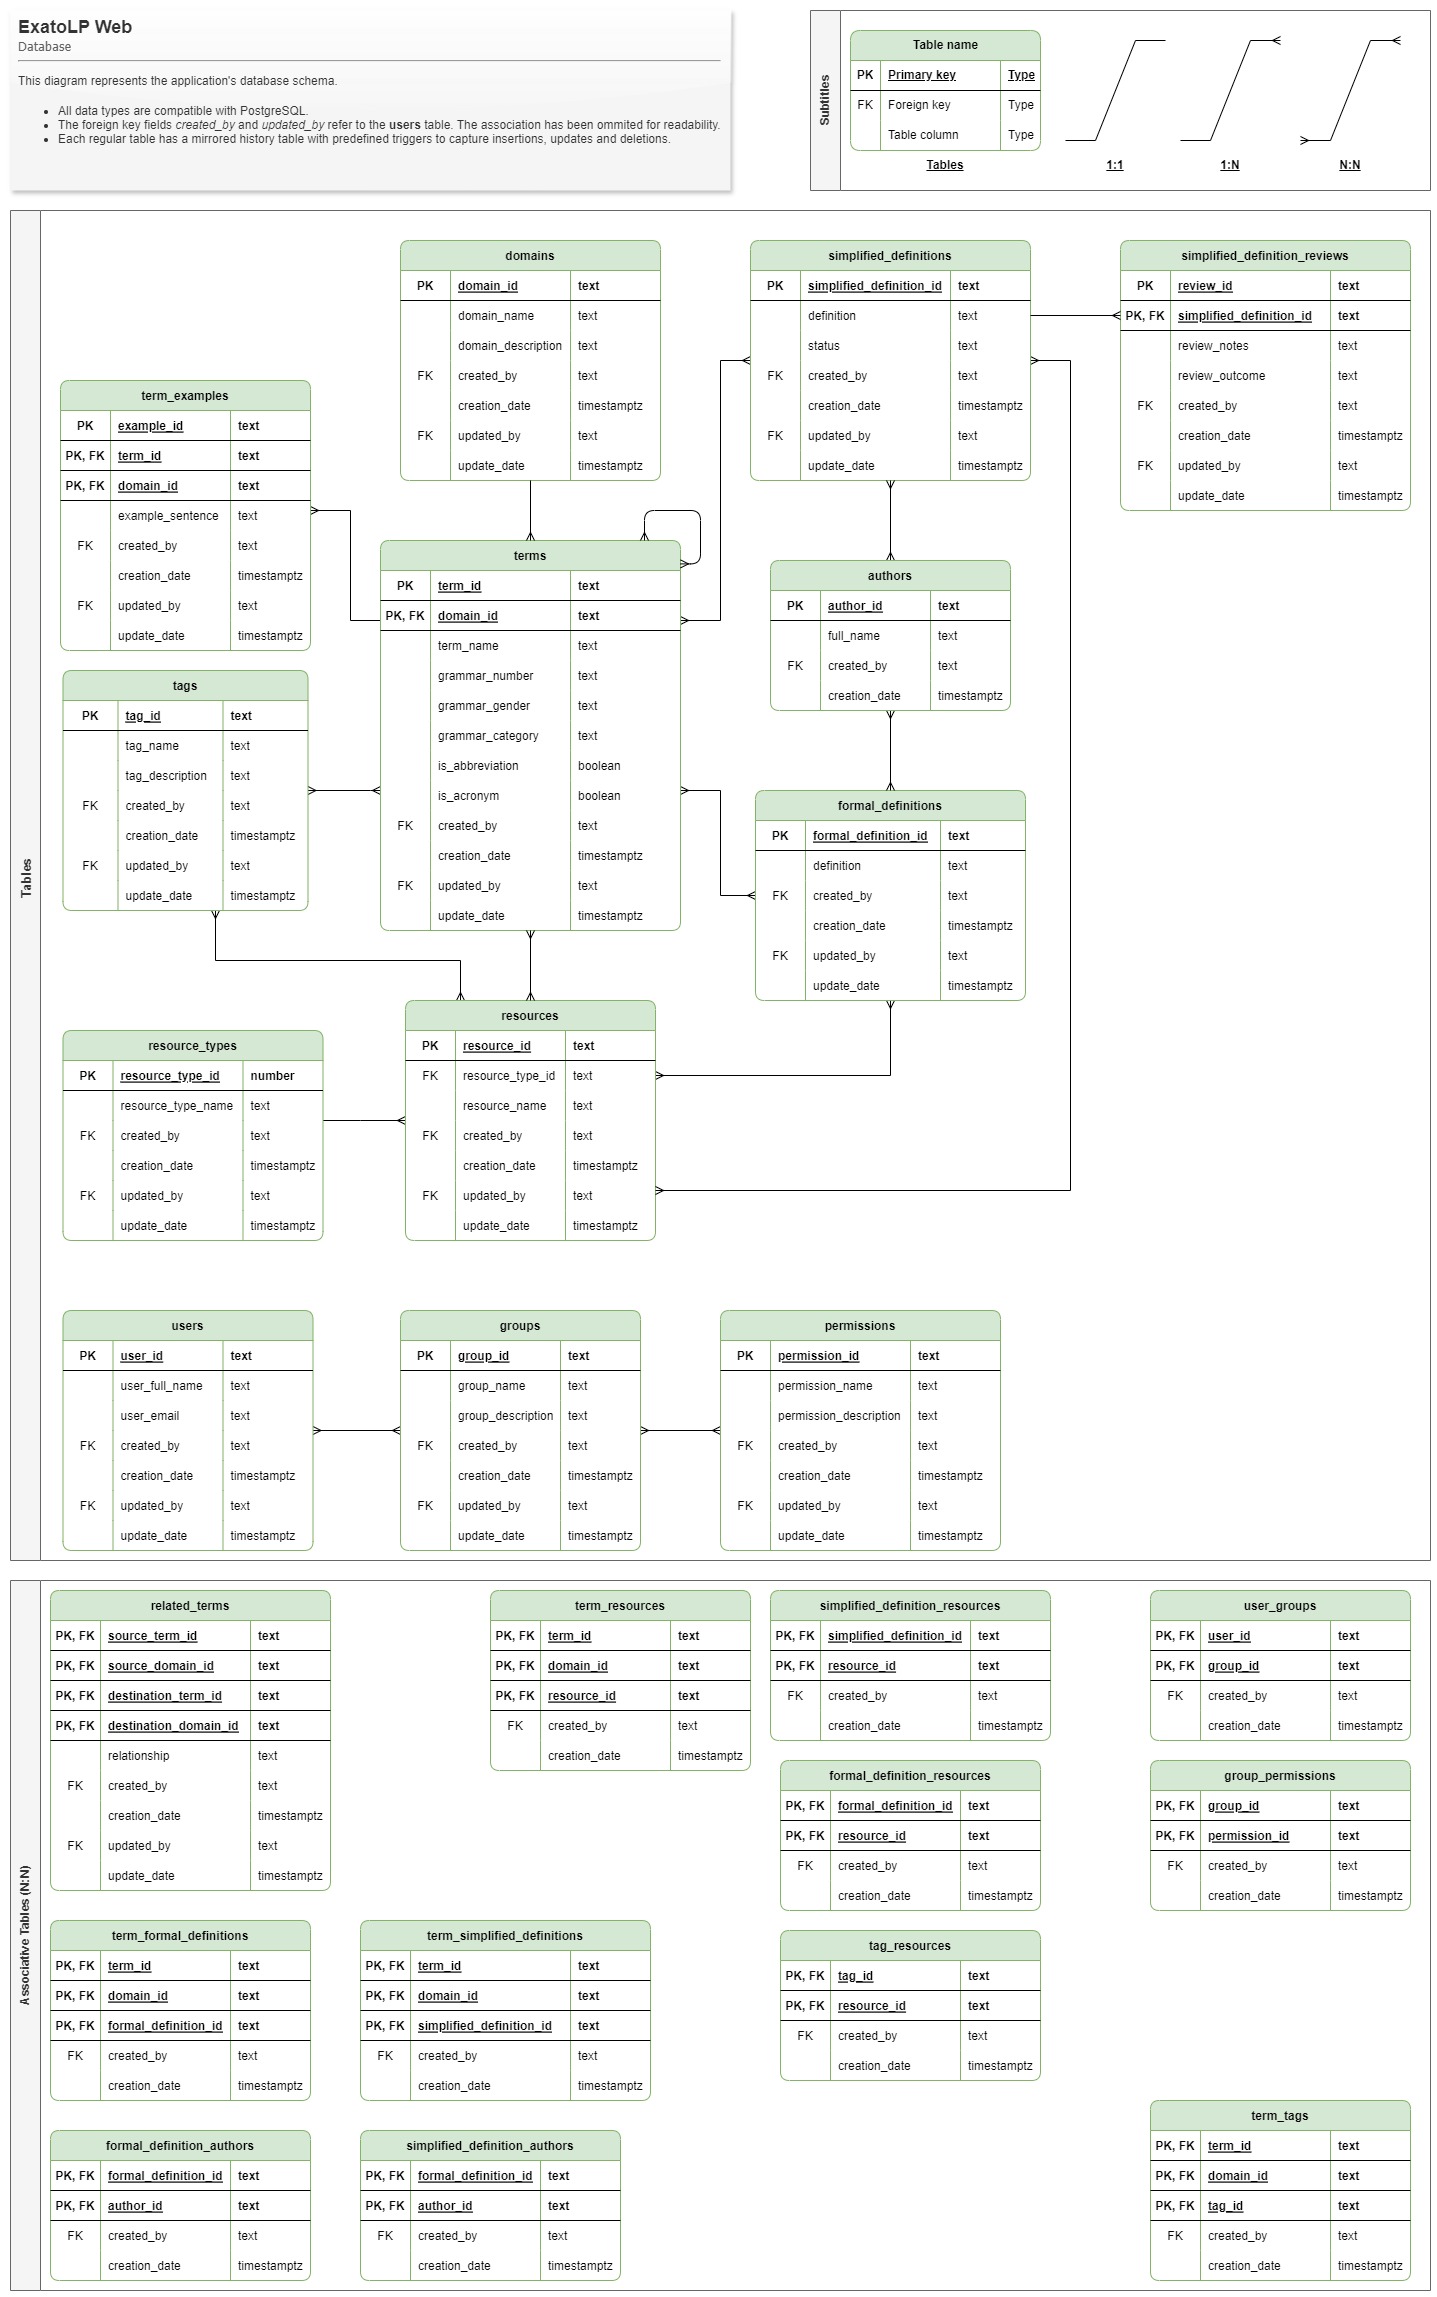 ExatoLP Web
Database
This diagram represents the application's database schema.
All data types are compatible with PostgreSQL.
The foreign key fields created_by and updated_by refer to the users table. The association has been ommited for readability.
Each regular table has a mirrored history table with predefined triggers to capture insertions, updates and deletions.
Subtitles
Table name
PK Primary key Type
FK Foreign key Type
Table column Type
Tables
1:1
1:N
N:N
Tables
domains
PK domain_id text
domain_name text
domain_description text
FK created_by text
creation_date timestamptz
FK updated_by text
update_date timestamptz
simplified_definitions
PK simplified_definition_id text
definition text
status text
FK created_by text
creation_date timestamptz
FK updated_by text
update_date timestamptz
simplified_definition_reviews
PK review_id text
PK, FK simplified_definition_id text
review_notes text
review_outcome text
FK created_by text
creation_date timestamptz
FK updated_by text
update_date timestamptz
term_examples
PK example_id text
PK, FK term_id text
PK, FK domain_id text
example_sentence text
FK created_by text
creation_date timestamptz
FK updated_by text
update_date timestamptz
terms
PK term_id text
PK, FK domain_id text
term_name text
grammar_number text
grammar_gender text
grammar_category text
is_abbreviation boolean
is_acronym boolean
FK created_by text
creation_date timestamptz
FK updated_by text
update_date timestamptz
authors
PK author_id text
full_name text
FK created_by text
creation_date timestamptz
tags
PK tag_id text
tag_name text
tag_description text
FK created_by text
creation_date timestamptz
FK updated_by text
update_date timestamptz
formal_definitions
PK formal_definition_id text
definition text
FK created_by text
creation_date timestamptz
FK updated_by text
update_date timestamptz
resources
PK resource_id text
FK resource_type_id text
resource_name text
FK created_by text
creation_date timestamptz
FK updated_by text
update_date timestamptz
resource_types
PK resource_type_id number
resource_type_name text
FK created_by text
creation_date timestamptz
FK updated_by text
update_date timestamptz
users
PK user_id text
user_full_name text
user_email text
FK created_by text
creation_date timestamptz
FK updated_by text
update_date timestamptz
groups
PK group_id text
group_name text
group_description text
FK created_by text
creation_date timestamptz
FK updated_by text
update_date timestamptz
permissions
PK permission_id text
permission_name text
permission_description text
FK created_by text
creation_date timestamptz
FK updated_by text
update_date timestamptz
Associative Tables (N:N)
related_terms
PK, FK source_term_id text
PK, FK source_domain_id text
PK, FK destination_term_id text
PK, FK destination_domain_id text
relationship text
FK created_by text
creation_date timestamptz
FK updated_by text
update_date timestamptz
term_resources
PK, FK term_id text
PK, FK domain_id text
PK, FK resource_id text
FK created_by text
creation_date timestamptz
simplified_definition_resources
PK, FK simplified_definition_id text
PK, FK resource_id text
FK created_by text
creation_date timestamptz
user_groups
PK, FK user_id text
PK, FK group_id text
FK created_by text
creation_date timestamptz
formal_definition_resources
PK, FK formal_definition_id text
PK, FK resource_id text
FK created_by text
creation_date timestamptz
group_permissions
PK, FK group_id text
PK, FK permission_id text
FK created_by text
creation_date timestamptz
term_formal_definitions
PK, FK term_id text
PK, FK domain_id text
PK, FK formal_definition_id text
FK created_by text
creation_date timestamptz
term_simplified_definitions
PK, FK term_id text
PK, FK domain_id text
PK, FK simplified_definition_id text
FK created_by text
creation_date timestamptz
tag_resources
PK, FK tag_id text
PK, FK resource_id text
FK created_by text
creation_date timestamptz
formal_definition_authors
PK, FK formal_definition_id text
PK, FK author_id text
FK created_by text
creation_date timestamptz
simplified_definition_authors
PK, FK formal_definition_id text
PK, FK author_id text
FK created_by text
creation_date timestamptz
term_tags
PK, FK term_id text
PK, FK domain_id text
PK, FK tag_id text
FK created_by text
creation_date timestamptz